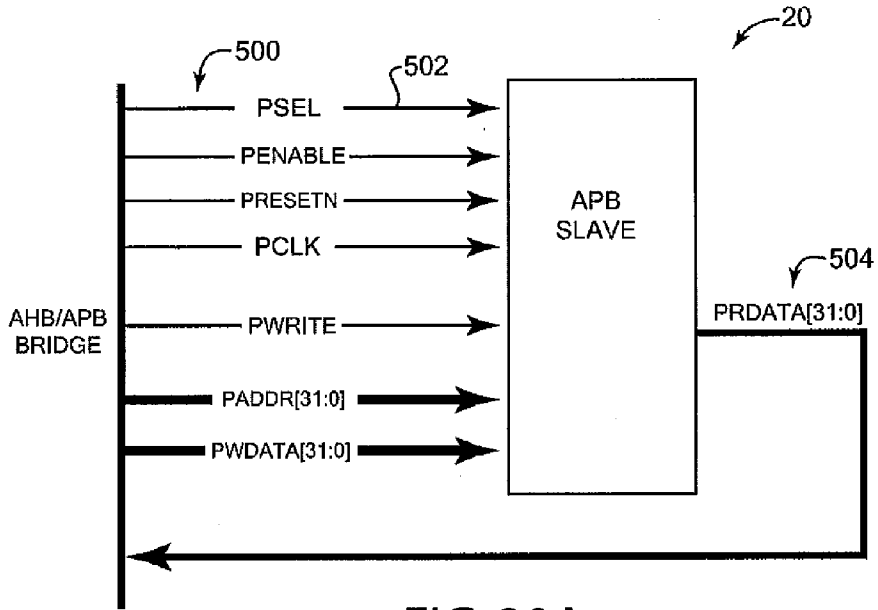 20
500
502
PSEL
PENABLE
PRESETN
PCLK
APB
SLAVE
504
PRDATA[31:0]
AHB/APB
BRIDGE
PWRITE
PADDR[31:0]
PWDATA[31:0]